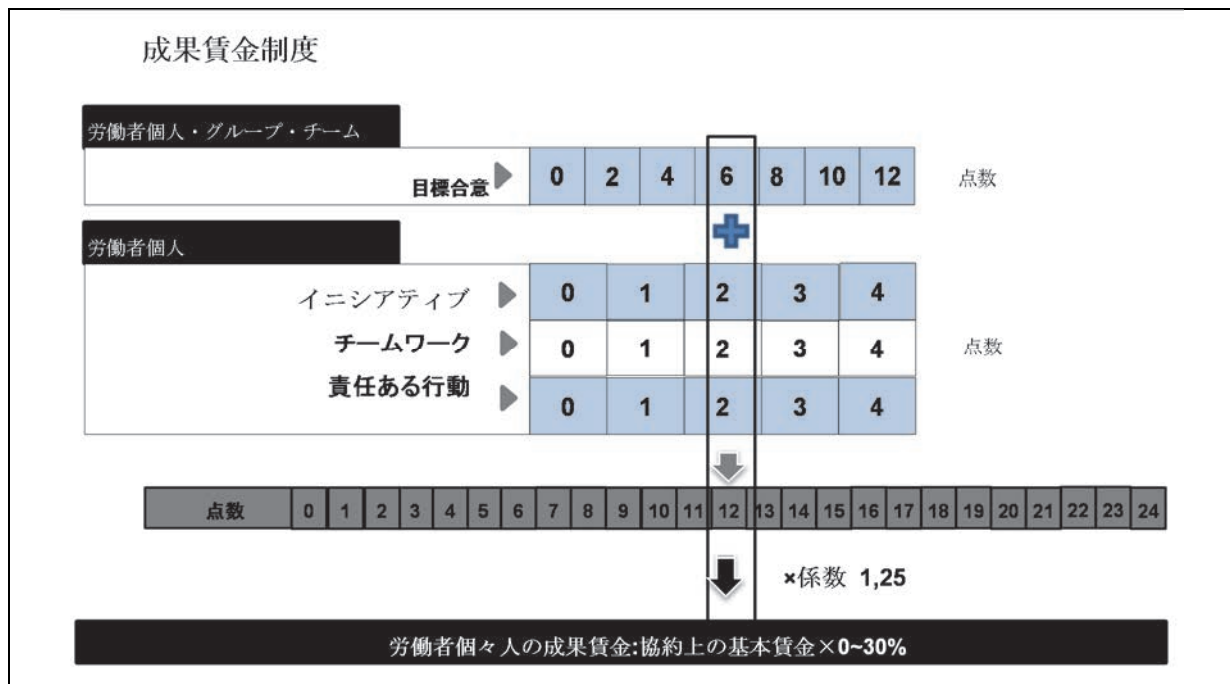 成果賃金制度
労働者個人・グループ・チーム
目標合意 0 2 4 6 8 10 12 点数
労働者個人
イニシアティブ 0 1 2 3 4
チームワーク 0 1 2 3 4 点数
責任ある行動 0 1 2 3 4
点数 0 1 2 3 4 5 6 7 8 9 10 11 12 13 14 15 16 17 18 19 20 21 22 23 24
×係数 1,25
労働者個々人の成果賃金:協約上の基本賃金×0~30%